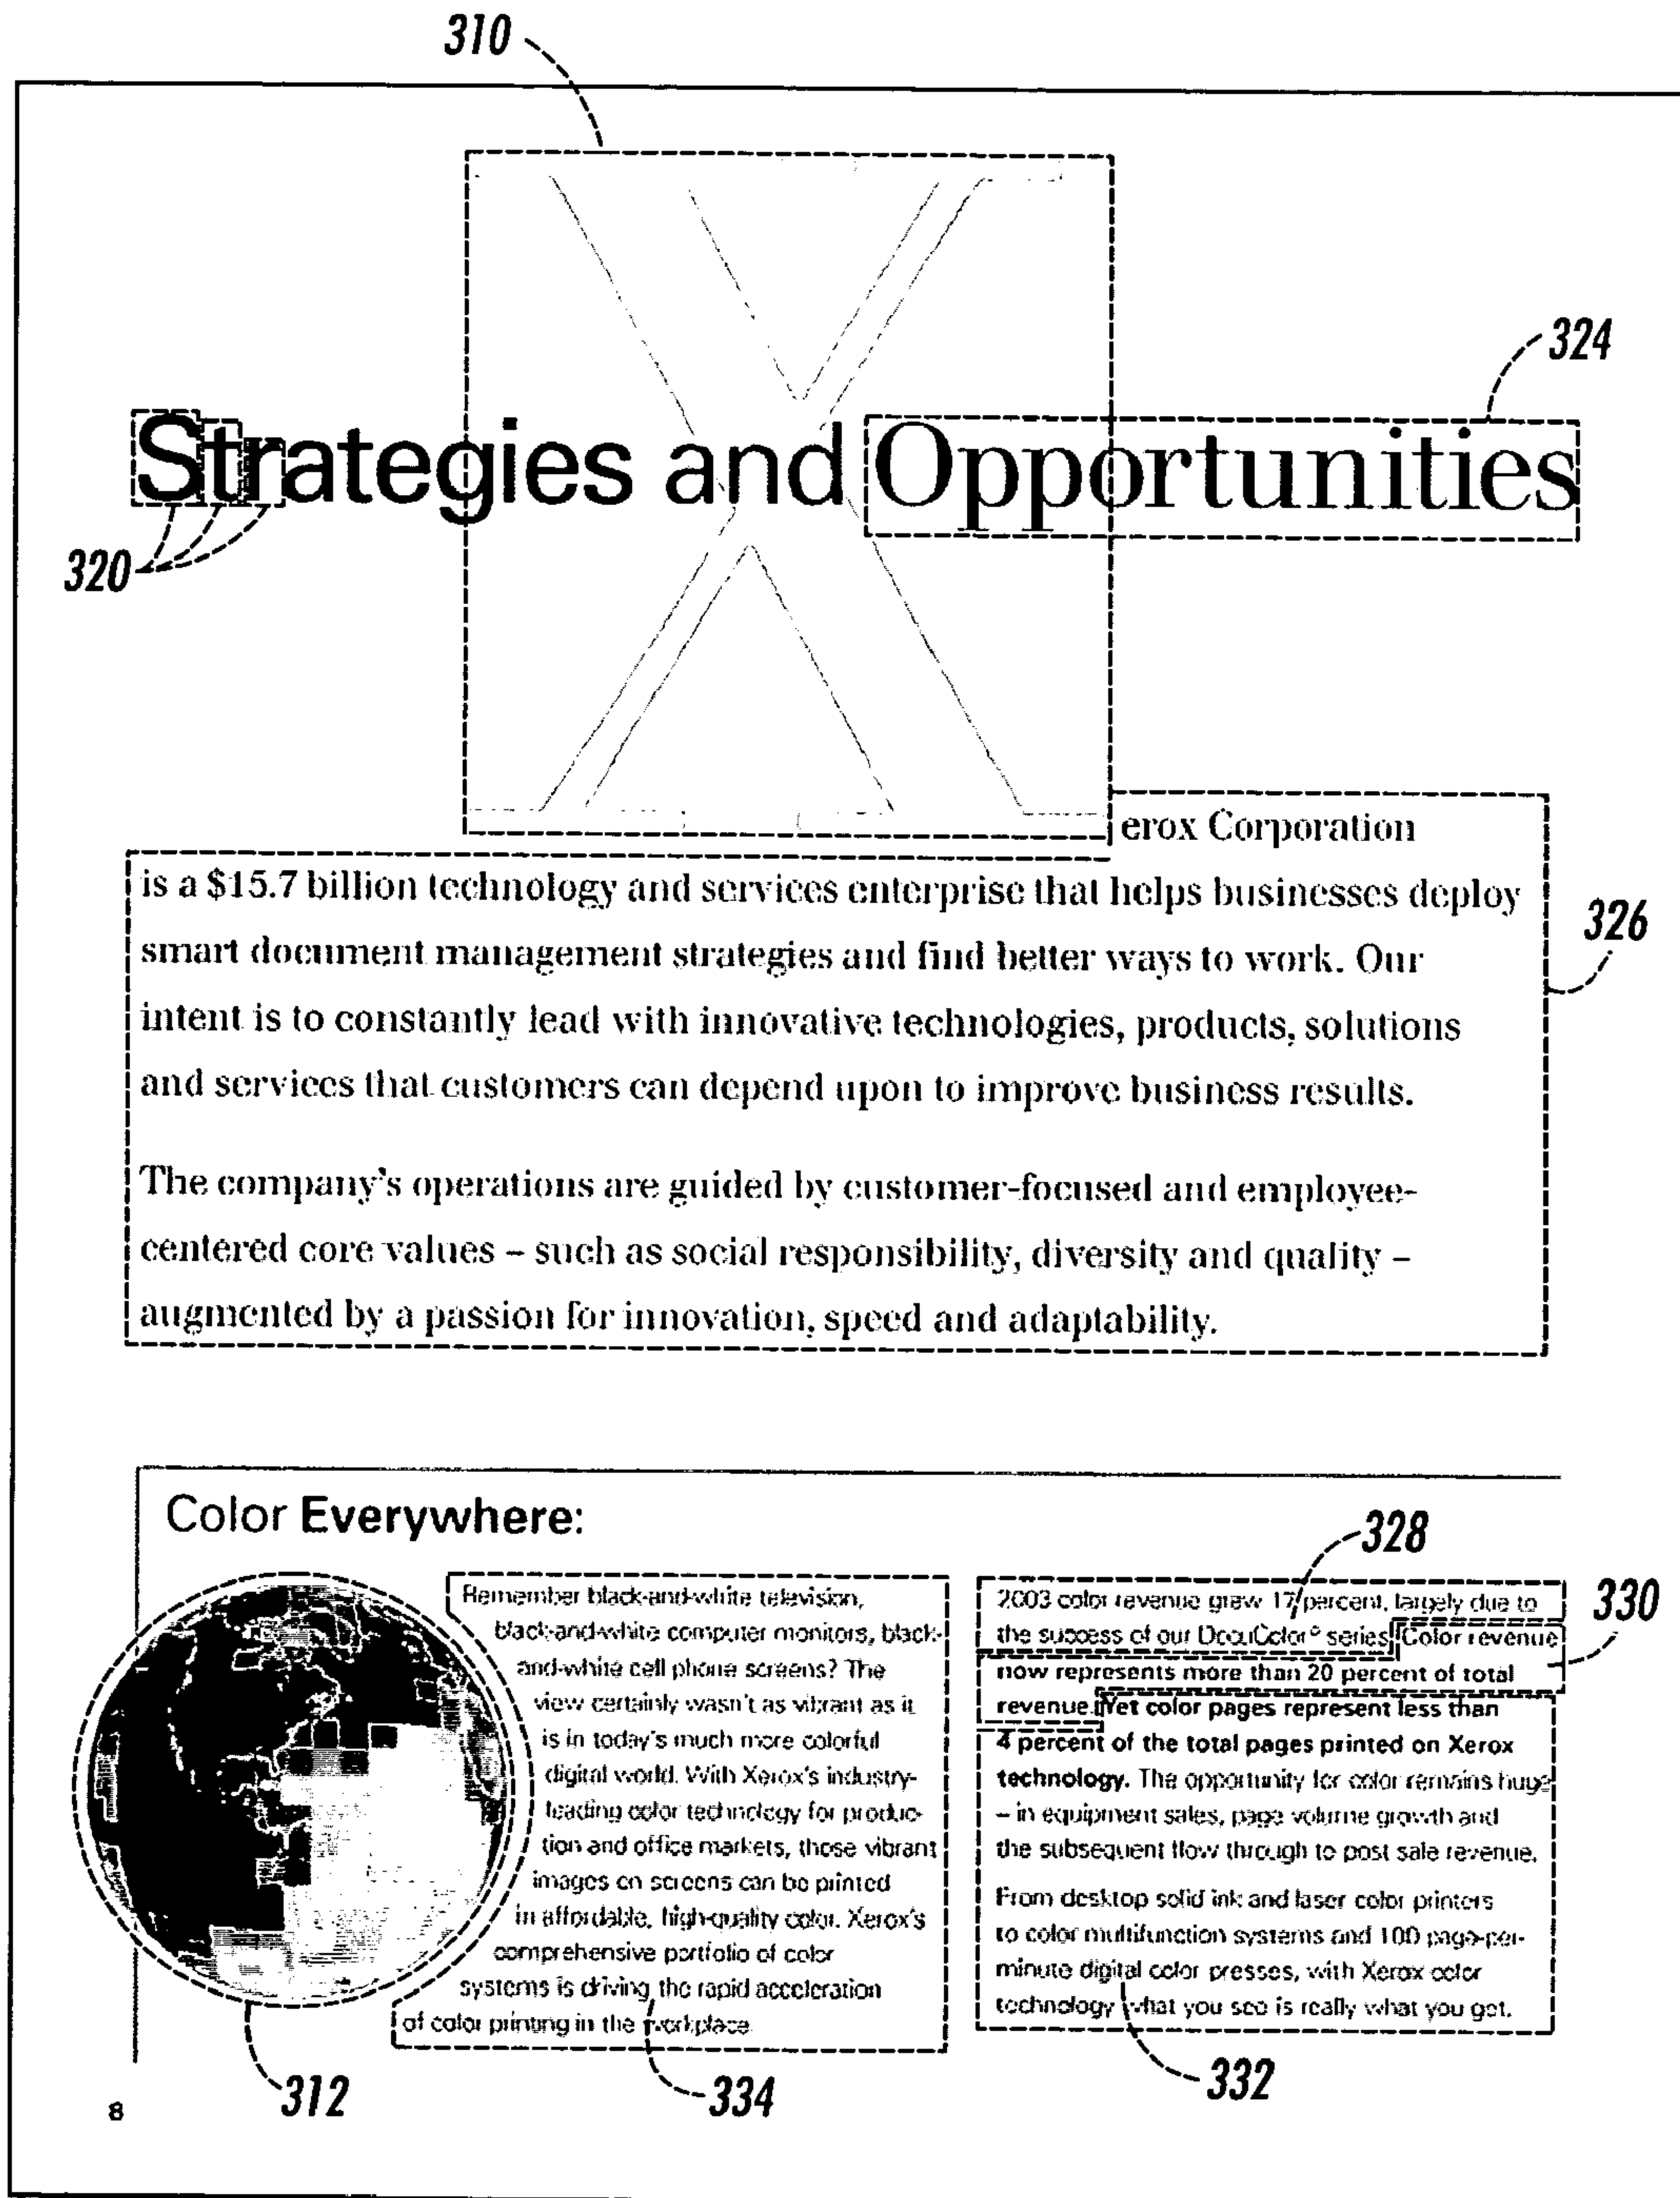 310
324
Strategies and Opportunities
320
erox Corporation
is a $15.7 billion technology and services enterprise that helps businesses deploy
smart document management strategies and find better ways to work. Our
intent is to constantly lead with innovative technologies, products, solutions
and services that customers can depend upon to improve business results.
326
The company's operations are guided by customer-focused and employee-
centered core values – such as social responsibility, diversity and quality –
augmented by a passion for innovation, speed and adaptability.
Color Everywhere:
Remember black-and-white television,
black-and-white computer monitors, black-
and-white cell phone screens? The
view certainly wasn't as vibrant as it
is in today's much more colorful
digital world. With Xerox's industry-
leading color technology for produc-
tion and office markets, those vibrant
images on screens can be printed
in affordable, high-quality color. Xerox's
comprehensive portfolio of color
systems is driving the rapid acceleration
of color printing in the workplace.
328
330
2003 color revenue grew 17 percent, largely due to
the success of our DocuColor® series. Color revenue
now represents more than 20 percent of total
revenue. Yet color pages represent less than
4 percent of the total pages printed on Xerox
technology. The opportunity for color remains huge
– in equipment sales, page volume growth and
the subsequent flow through to post sale revenue.
From desktop solid ink and laser color printers
to color multifunction systems and 100 page-per-
minute digital color presses, with Xerox color
technology what you see is really what you get.
312
334
332
8